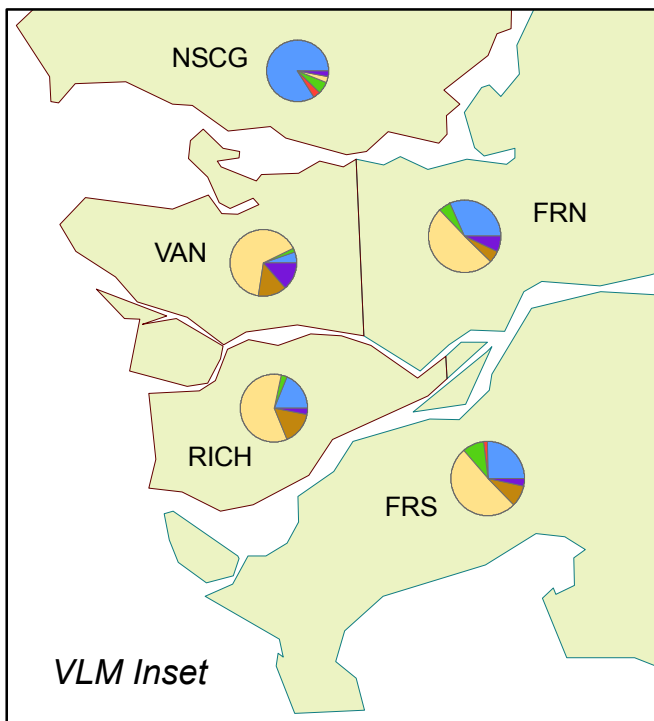 NSCG
FRN
VAN
RICH
FRS
VLM Inset